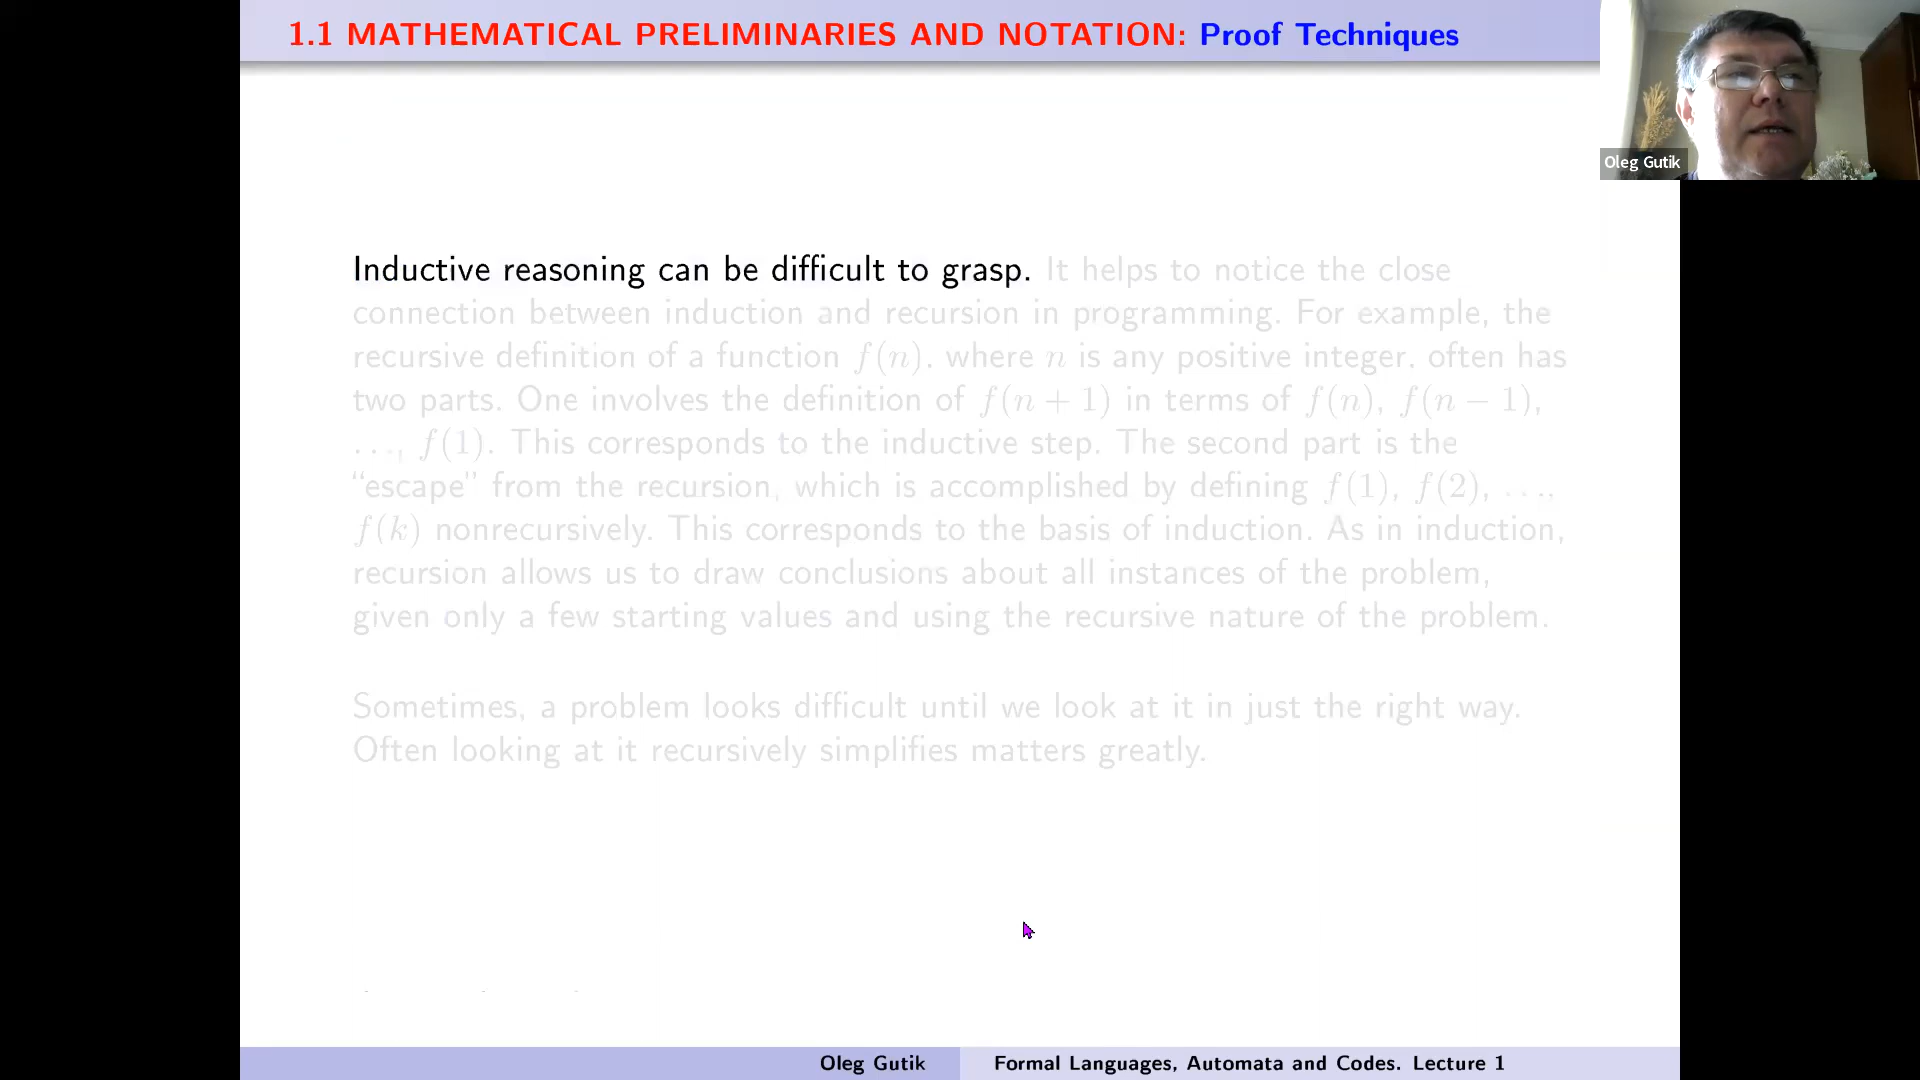 1.1 MATHEMATICAL PRELIMINARIES AND NOTATION: Proof Techniques
Oleg Gutik
Inductive reasoning can be difficult to grasp. It helps to notice the close
connection between induction and recursion in programming. For example, the
recursive definition of a function f(n), where n is any positive integer, often has
two parts. One involves the definition of f(n + 1) in terms of f(n), f(n − 1),
..., f(1). This corresponds to the inductive step. The second part is the
“escape” from the recursion, which is accomplished by defining f(1), f(2), ...,
f(k) nonrecursively. This corresponds to the basis of induction. As in induction,
recursion allows us to draw conclusions about all instances of the problem,
given only a few starting values and using the recursive nature of the problem.
Sometimes, a problem looks difficult until we look at it in just the right way.
Often looking at it recursively simplifies matters greatly.
Oleg Gutik Formal Languages, Automata and Codes. Lecture 1